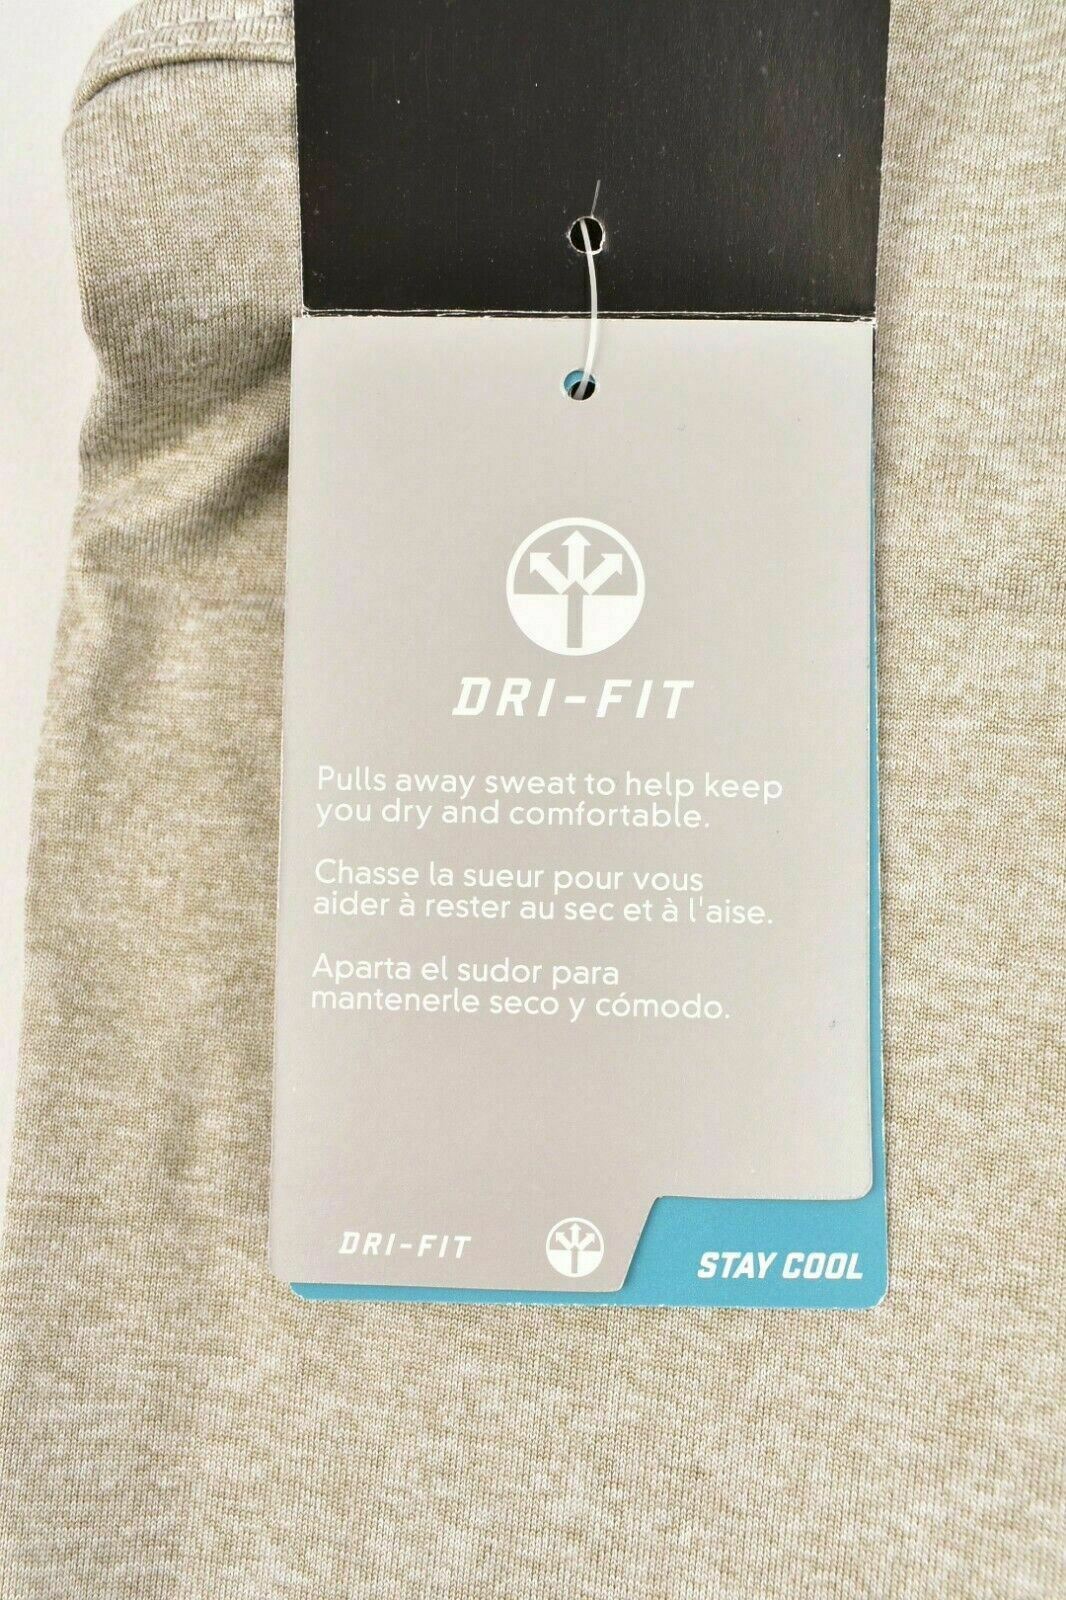 DRI-FIT
Pulls away sweat to help keep
you dry and comfortable.
Chasse la sueur pour vous
aider à rester au sec et à l'aise.
Aparta el sudor para
mantenerle seco y cómodo.
DRI-FIT
STAY COOL